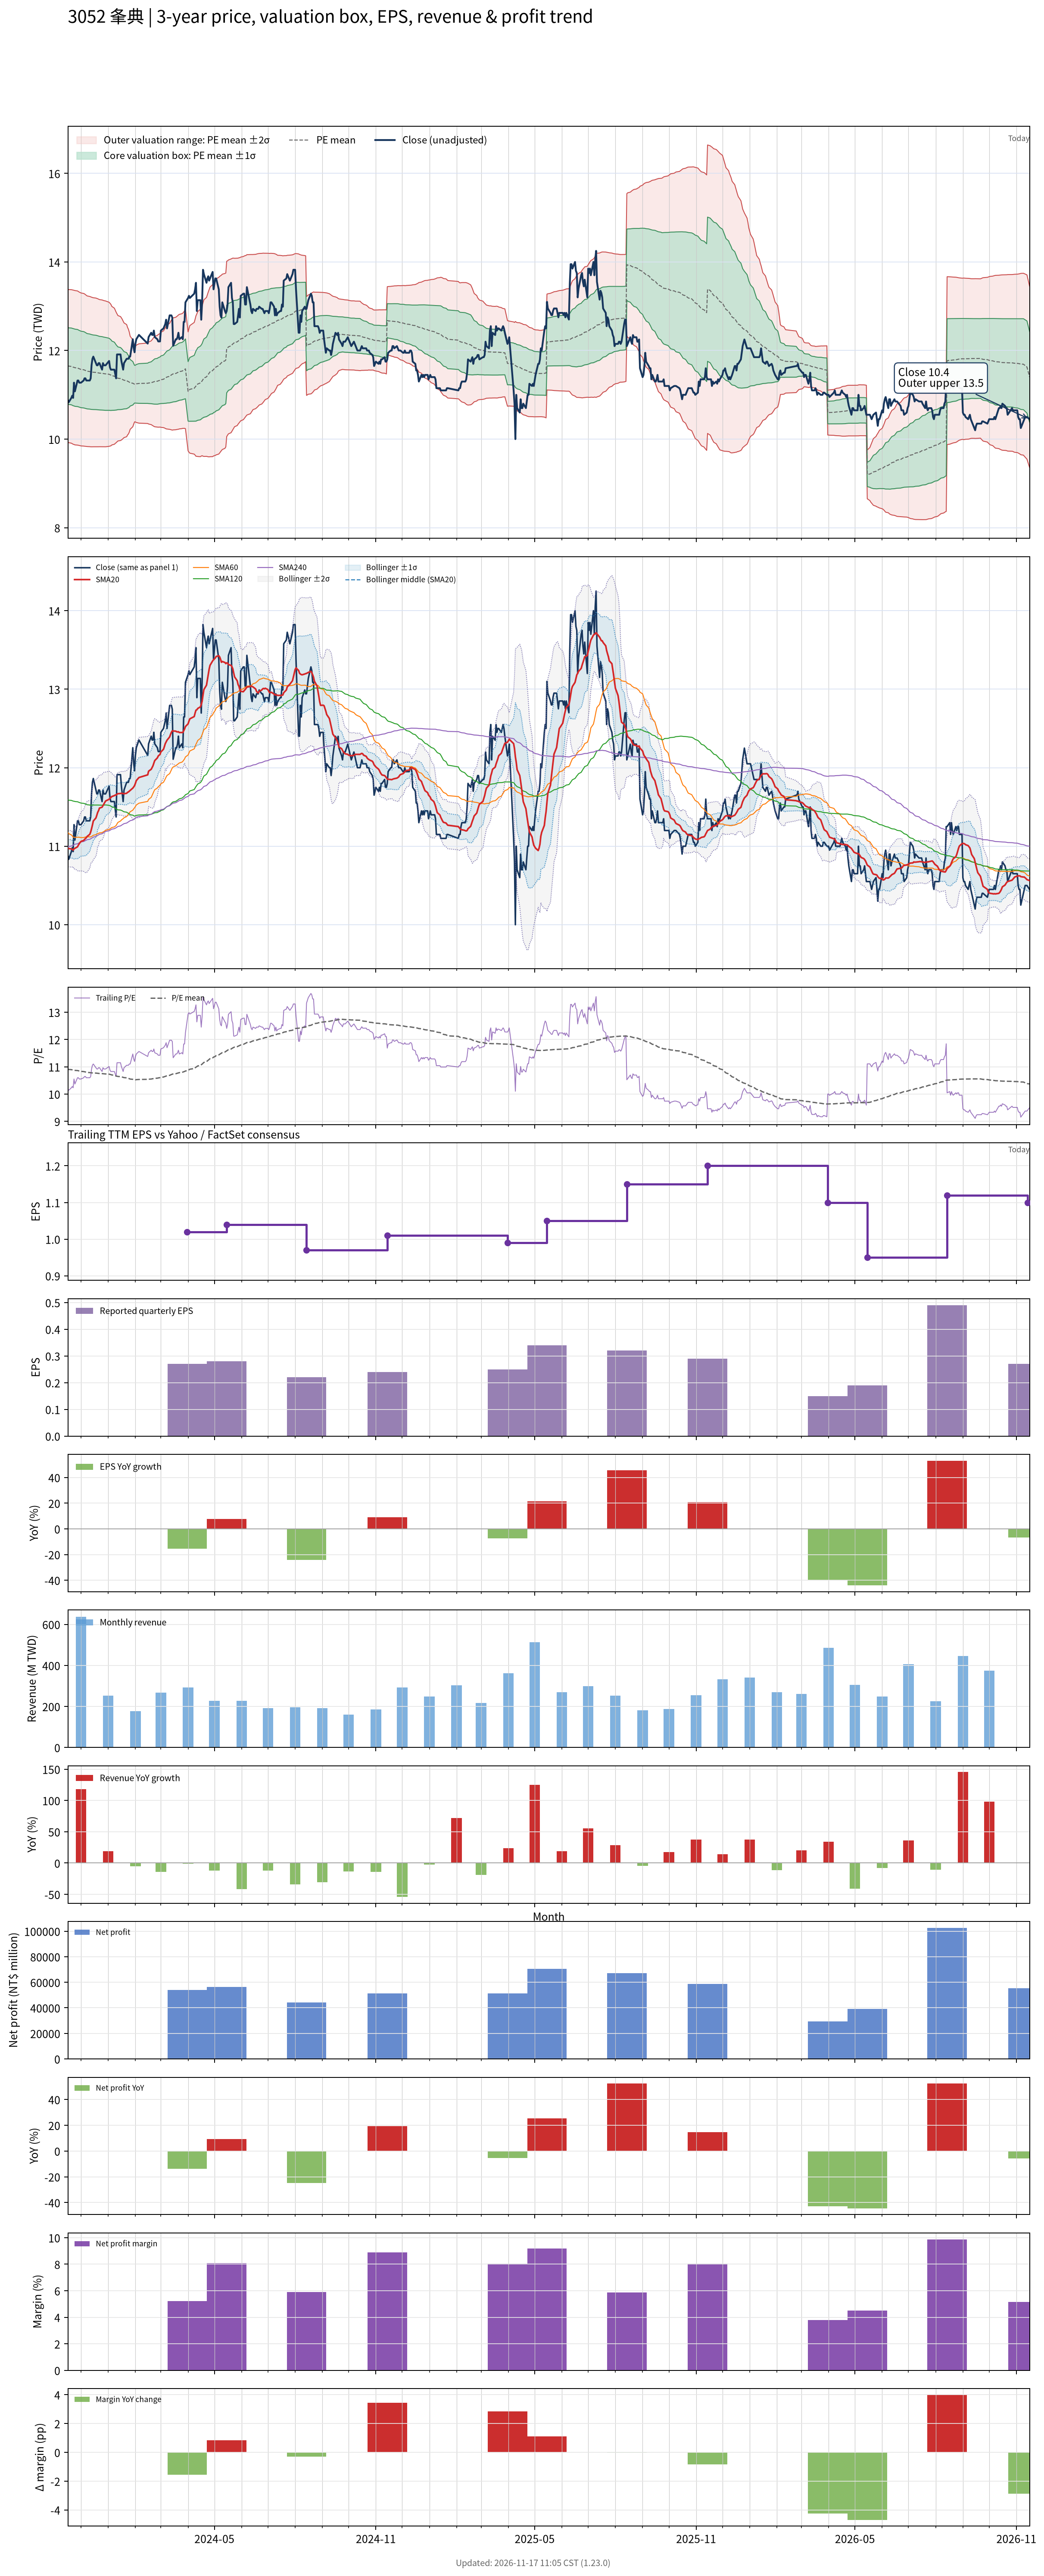 3052 夆典 | 3-year price, valuation box, EPS, revenue & profit trend
Outer valuation range: PE mean ±2σ
Core valuation box: PE mean ±1σ
PE mean
Close (unadjusted)
Today
Price (TWD)
16
14
12
10
8
Close 10.4
Outer upper 13.5
Close (same as panel 1)
SMA20
SMA60
SMA120
SMA240
Bollinger ±2σ
Bollinger ±1σ
Bollinger middle (SMA20)
Price
14
13
12
11
10
Trailing P/E
P/E mean
P/E
13
12
11
10
9
Trailing TTM EPS vs Yahoo / FactSet consensus
Today
EPS
1.2
1.1
1.0
0.9
Reported quarterly EPS
EPS
0.5
0.4
0.3
0.2
0.1
0.0
EPS YoY growth
YoY (%)
40
20
0
-20
-40
Monthly revenue
Revenue (M TWD)
600
400
200
0
Revenue YoY growth
YoY (%)
150
100
50
0
-50
Month
Net profit
Net profit (NT$ million)
100000
80000
60000
40000
20000
0
Net profit YoY
YoY (%)
40
20
0
-20
-40
Net profit margin
Margin (%)
10
8
6
4
2
0
Margin YoY change
Δ margin (pp)
4
2
0
-2
-4
2024-05
2024-11
2025-05
2025-11
2026-05
2026-11
Updated: 2026-11-17 11:05 CST (1.23.0)